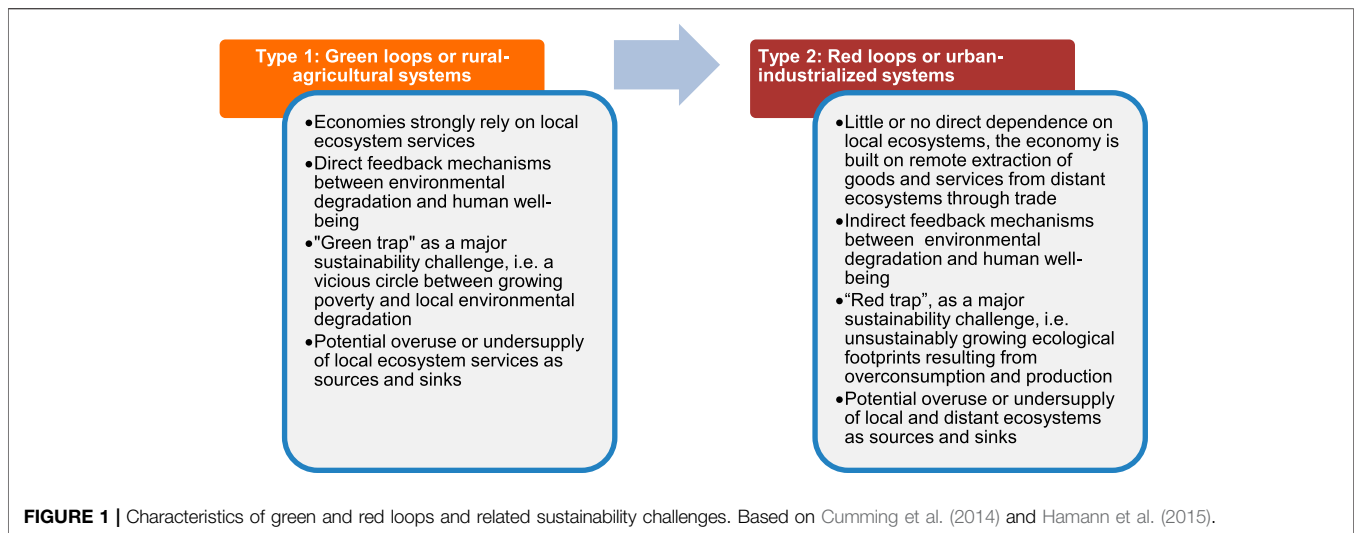 Type 1: Green loops or rural-
agricultural systems
•Economies strongly rely on local
ecosystem services
•Direct feedback mechanisms
between environmental
degradation and human well-
being
•"Green trap" as a major
sustainability challenge, i.e. a
vicious circle between growing
poverty and local environmental
degradation
•Potential overuse or undersupply
of local ecosystem services as
sources and sinks
Type 2: Red loops or urban-
industrialized systems
•Little or no direct dependence on
local ecosystems, the economy is
built on remote extraction of
goods and services from distant
ecosystems through trade
•Indirect feedback mechanisms
between environmental
degradation and human well-
being
•“Red trap”, as a major
sustainability challenge, i.e.
unsustainably growing ecological
footprints resulting from
overconsumption and production
•Potential overuse or undersupply
of local and distant ecosystems
as sources and sinks
FIGURE 1 | Characteristics of green and red loops and related sustainability challenges. Based on Cumming et al. (2014) and Hamann et al. (2015).